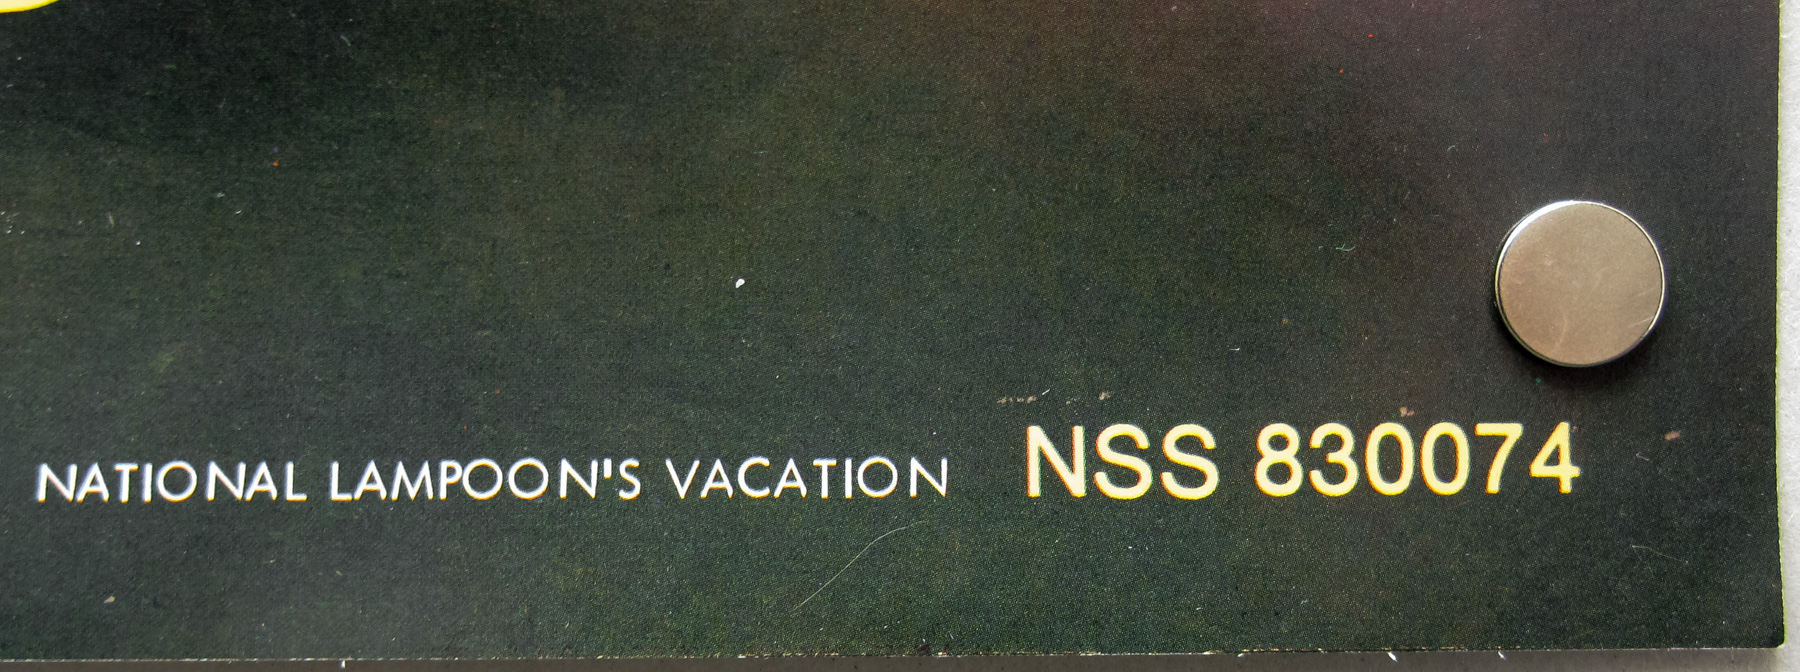 NATIONAL LAMPOON'S VACATION NSS 830074